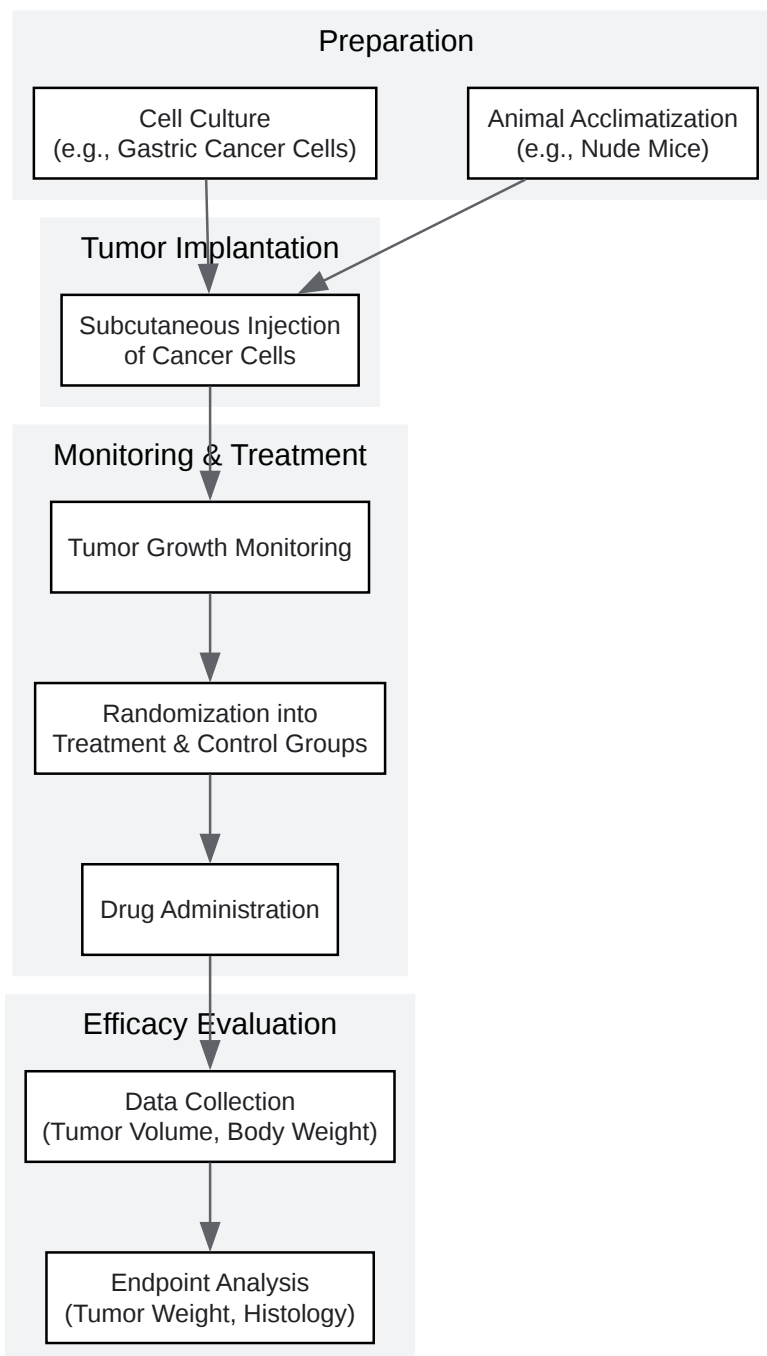 Preparation
Cell Culture
(e.g., Gastric Cancer Cells)
Animal Acclimatization
(e.g., Nude Mice)
Tumor Implantation
Subcutaneous Injection
of Cancer Cells
Monitoring & Treatment
Tumor Growth Monitoring
Randomization into
Treatment & Control Groups
Drug Administration
Efficacy Evaluation
Data Collection
(Tumor Volume, Body Weight)
Endpoint Analysis
(Tumor Weight, Histology)